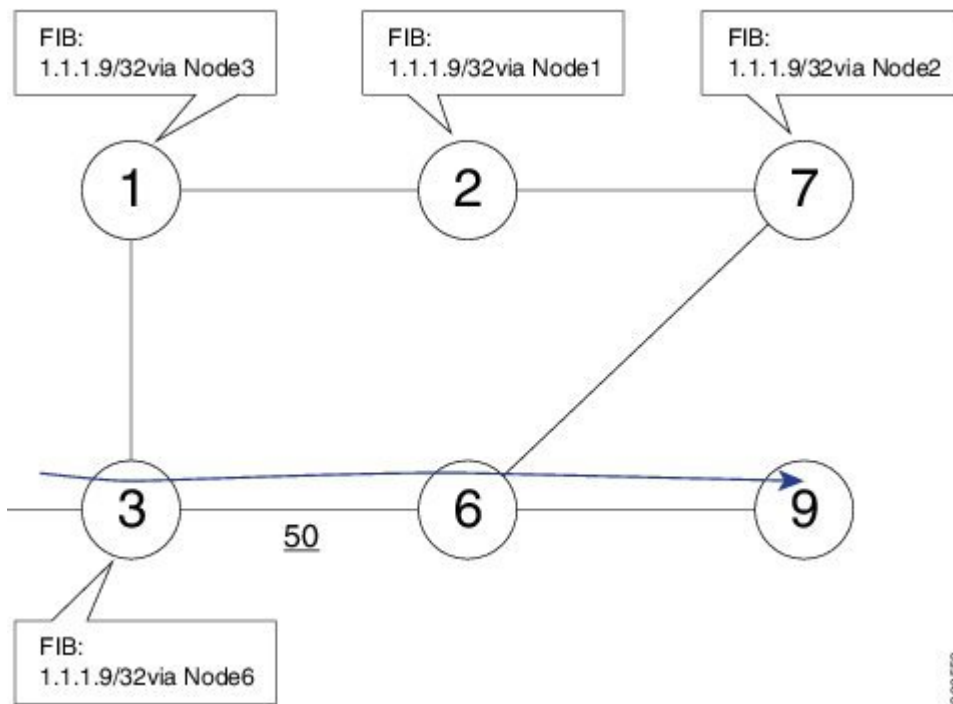 FIB:
1.1.1.9/32via Node3
FIB:
1.1.1.9/32via Node1
FIB:
1.1.1.9/32via Node2
1
2
7
3
6
9
50
FIB:
1.1.1.9/32via Node6